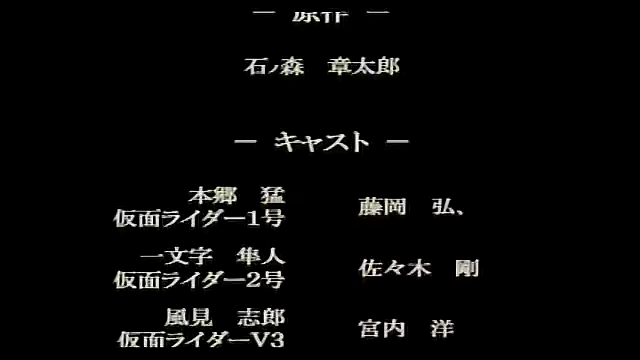 ― 原作 ―
石ノ森　章太郎
― キャスト ―
本郷　猛
仮面ライダー1号
藤岡　弘、
一文字　隼人
仮面ライダー2号
佐々木　剛
風見　志郎
仮面ライダーV3
宮内　洋